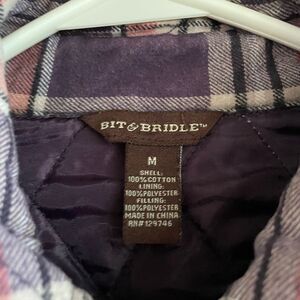 BIT & BRIDLE™
M
SHELL:
100%COTTON
LINING:
100%POLYESTER
FILLING:
100%POLYESTER
MADE IN CHINA
RN#129746